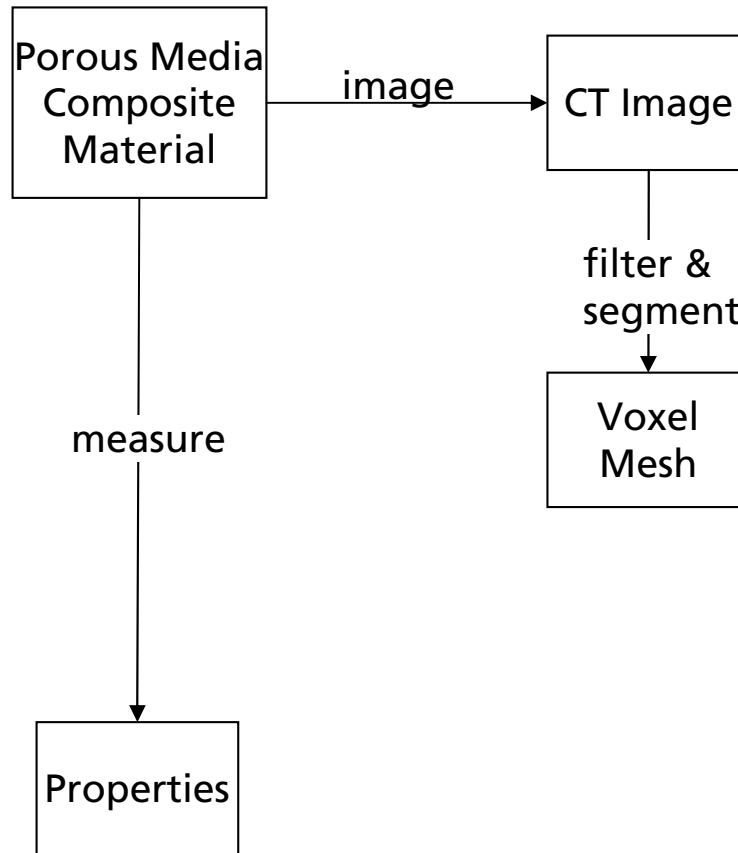 Porous Media
Composite
Material
image
CT Image
filter &
segment
Voxel
Mesh
measure
Properties